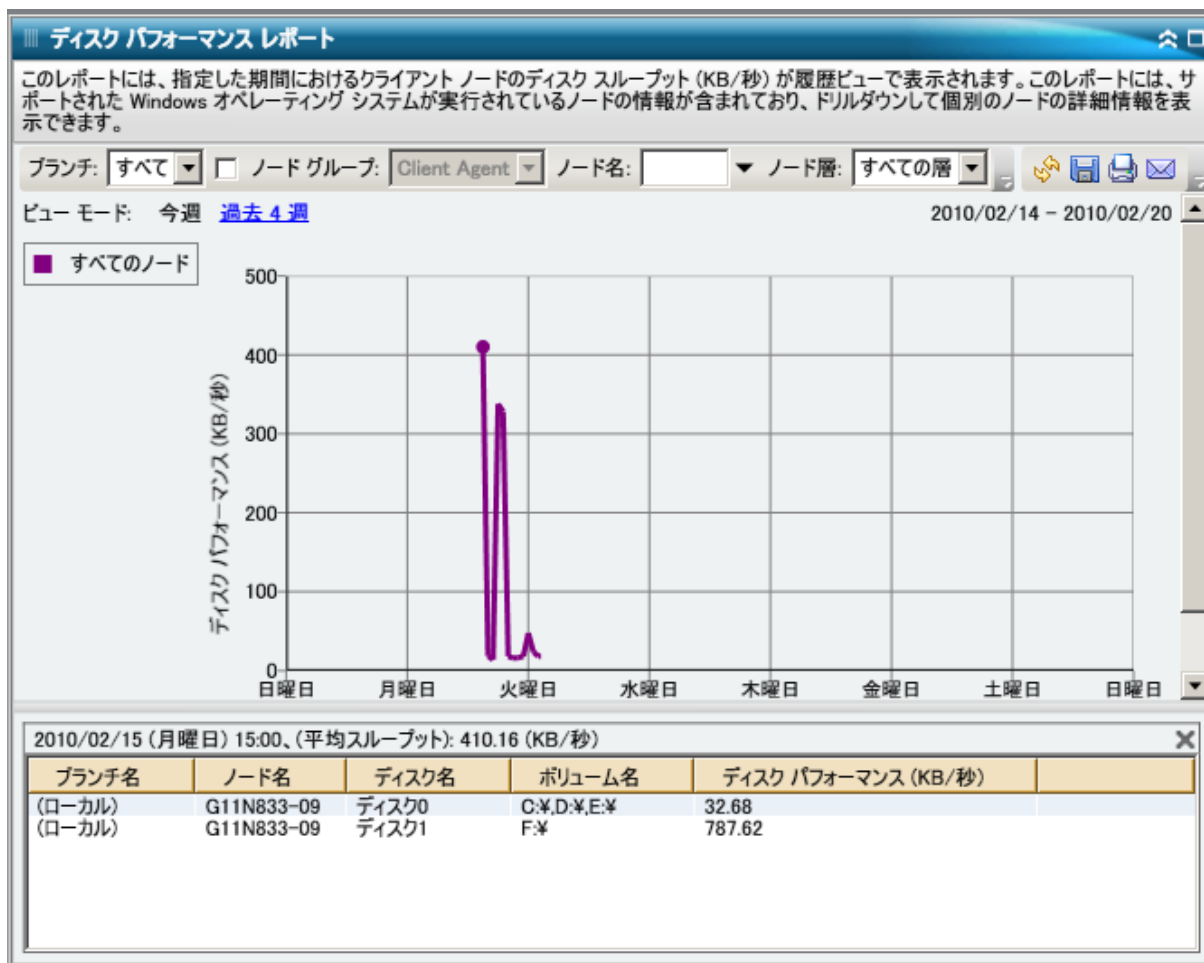 ディスク パフォーマンス レポート
このレポートには、指定した期間におけるクライアント ノードのディスク スループット (KB/秒) が履歴ビューで表示されます。このレポートには、サ
ポートされた Windows オペレーティング システムが実行されているノードの情報が含まれており、ドリルダウンして個別のノードの詳細情報を表
示できます。
ブランチ: すべて ノード グループ: Client Agent ノード名: ノード層: すべての層
ビュー モード: 今週 過去 4 週 2010/02/14 - 2010/02/20
すべてのノード
ディスク パフォーマンス (KB/秒)
500
400
300
200
100
0
日曜日 月曜日 火曜日 水曜日 木曜日 金曜日 土曜日 日曜日
2010/02/15 (月曜日) 15:00、(平均スループット): 410.16 (KB/秒)
ブランチ名 ノード名 ディスク名 ボリューム名 ディスク パフォーマンス (KB/秒)
(ローカル) G11N833-09 ディスク0 C:¥,D:¥,E:¥ 32.68
(ローカル) G11N833-09 ディスク1 F:¥ 787.62